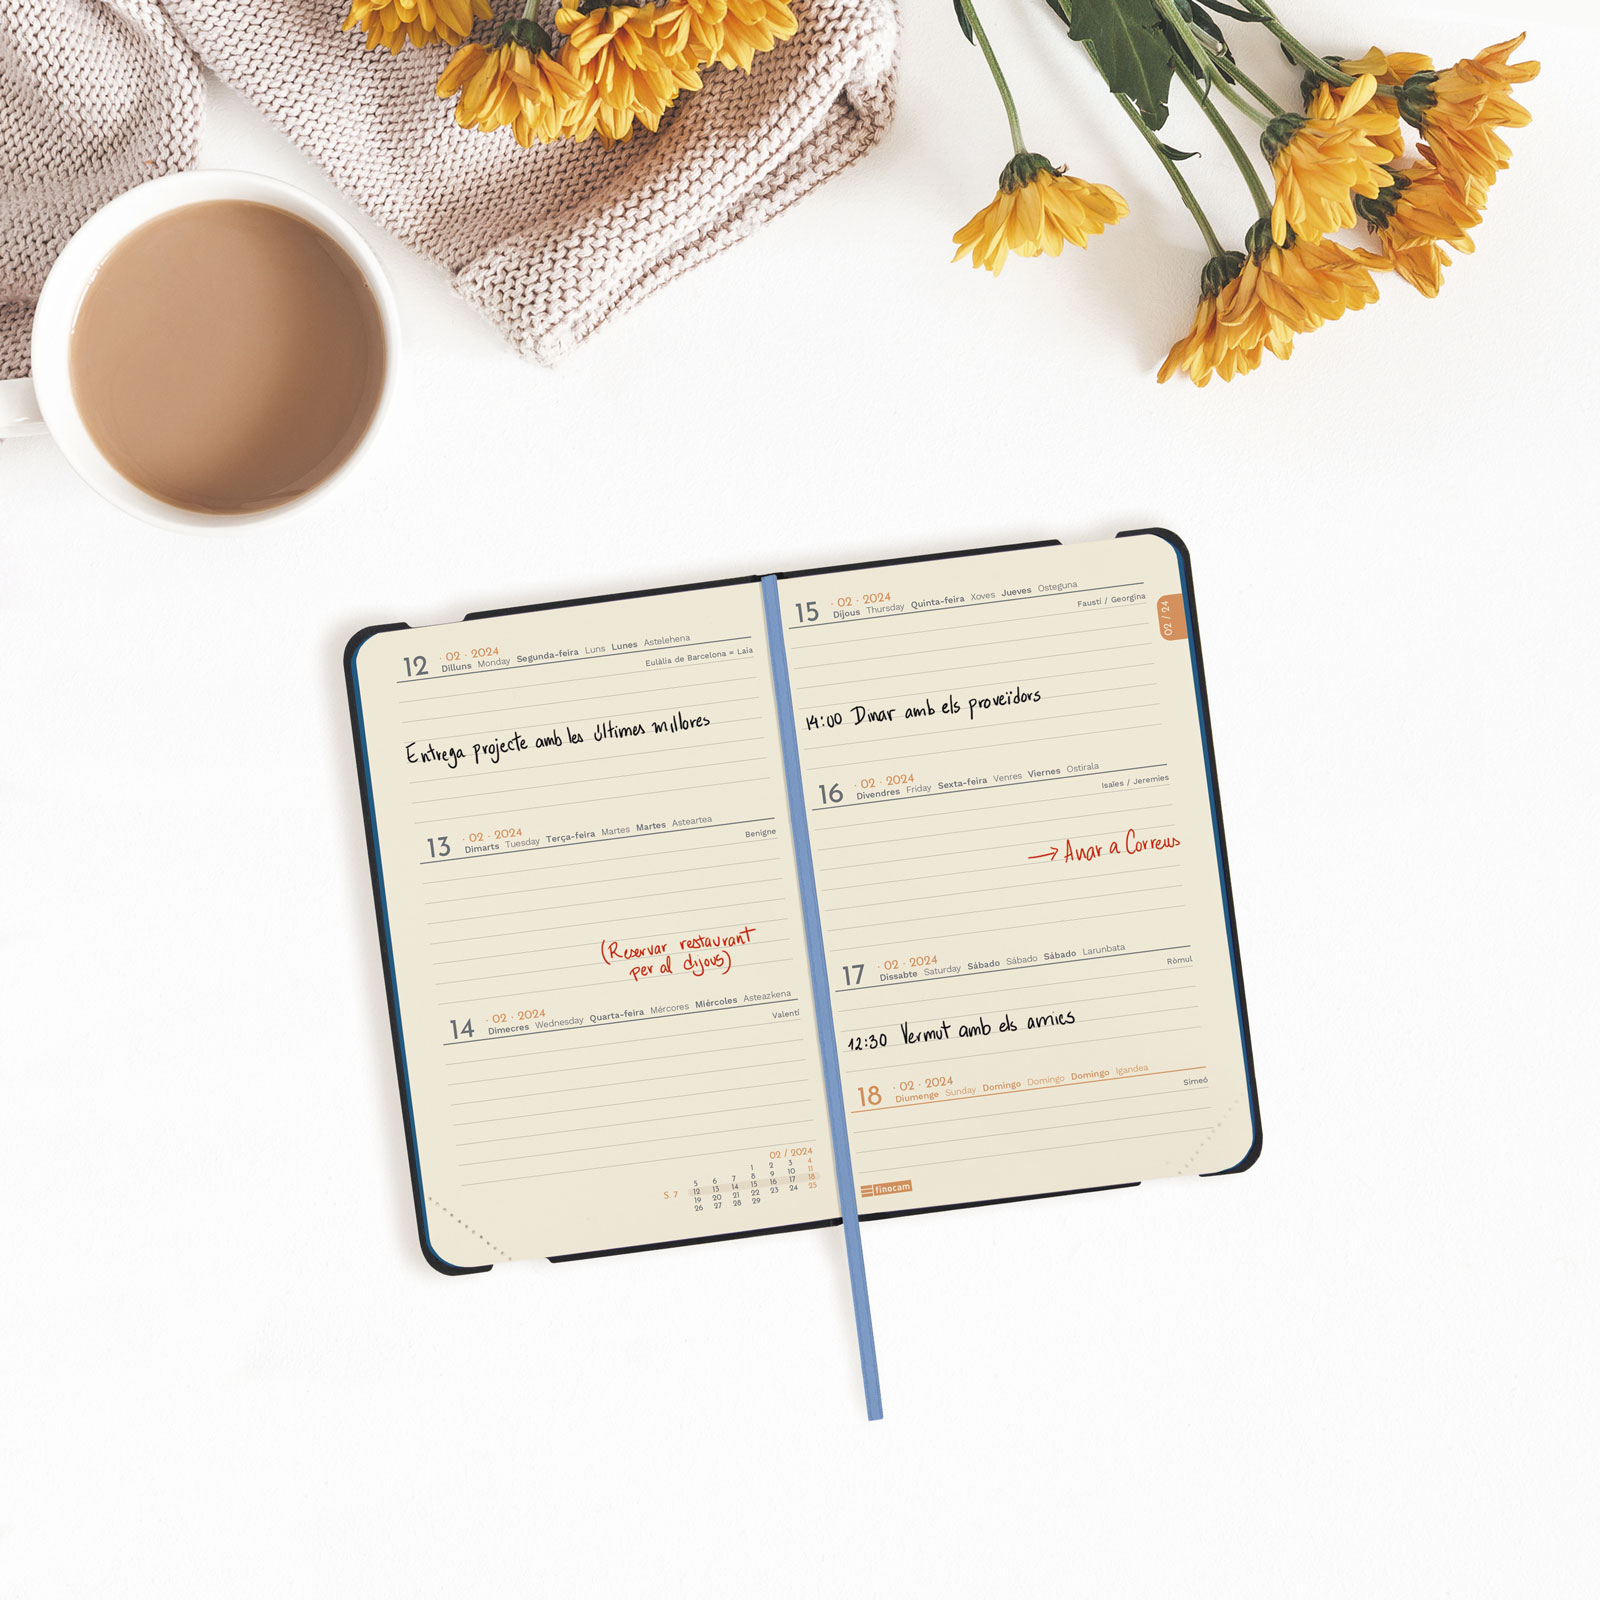 12 · 02 · 2024
Dilluns Monday Segunda-feira Luns Lunes Astelehena
Eulàlia de Barcelona = Laia
Entrega projecte amb les últimes millores
13 · 02 · 2024
Dimarts Tuesday Terça-feira Martes Martes Asteartea
Benigne
(Reservar restaurant
per al dijous)
14 · 02 · 2024
Dimecres Wednesday Quarta-feira Mércores Miércoles Asteazkena
Valentí
02 / 2024
1 2 3 4
5 6 7 8 9 10 11
S. 7 12 13 14 15 16 17 18
19 20 21 22 23 24 25
26 27 28 29
15 · 02 · 2024
Dijous Thursday Quinta-feira Xoves Jueves Osteguna
Faustí / Georgina
02 / 24
14:00 Dinar amb els proveïdors
16 · 02 · 2024
Divendres Friday Sexta-feira Venres Viernes Ostirala
Isaïes / Jeremies
→ Anar a Correus
17 · 02 · 2024
Dissabte Saturday Sábado Sábado Sábado Larunbata
Ròmul
12:30 Vermut amb els amics
18 · 02 · 2024
Diumenge Sunday Domingo Domingo Domingo Igandea
Simeó
finocam